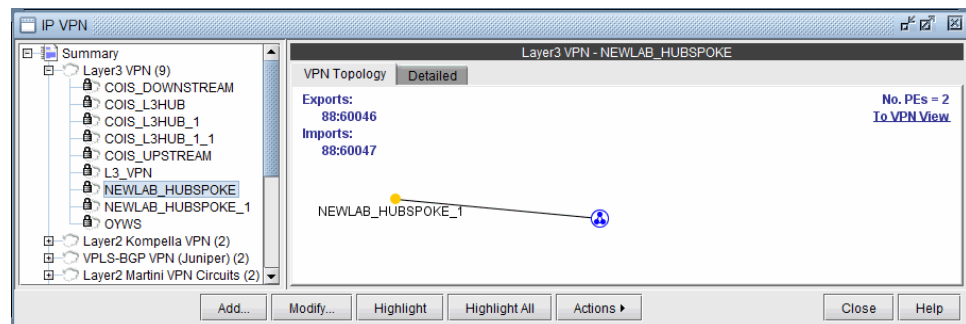 IP VPN
Summary
Layer3 VPN (9)
COIS_DOWNSTREAM
COIS_L3HUB
COIS_L3HUB_1
COIS_L3HUB_1_1
COIS_UPSTREAM
L3_VPN
NEWLAB_HUBSPOKE
NEWLAB_HUBSPOKE_1
OYWS
Layer2 Kompella VPN (2)
VPLS-BGP VPN (Juniper) (2)
Layer2 Martini VPN Circuits (2)
Layer3 VPN - NEWLAB_HUBSPOKE
VPN Topology Detailed
Exports: No. PEs = 2
88:60046 To VPN View
Imports:
88:60047
NEWLAB_HUBSPOKE_1
Add... Modify... Highlight Highlight All Actions Close Help